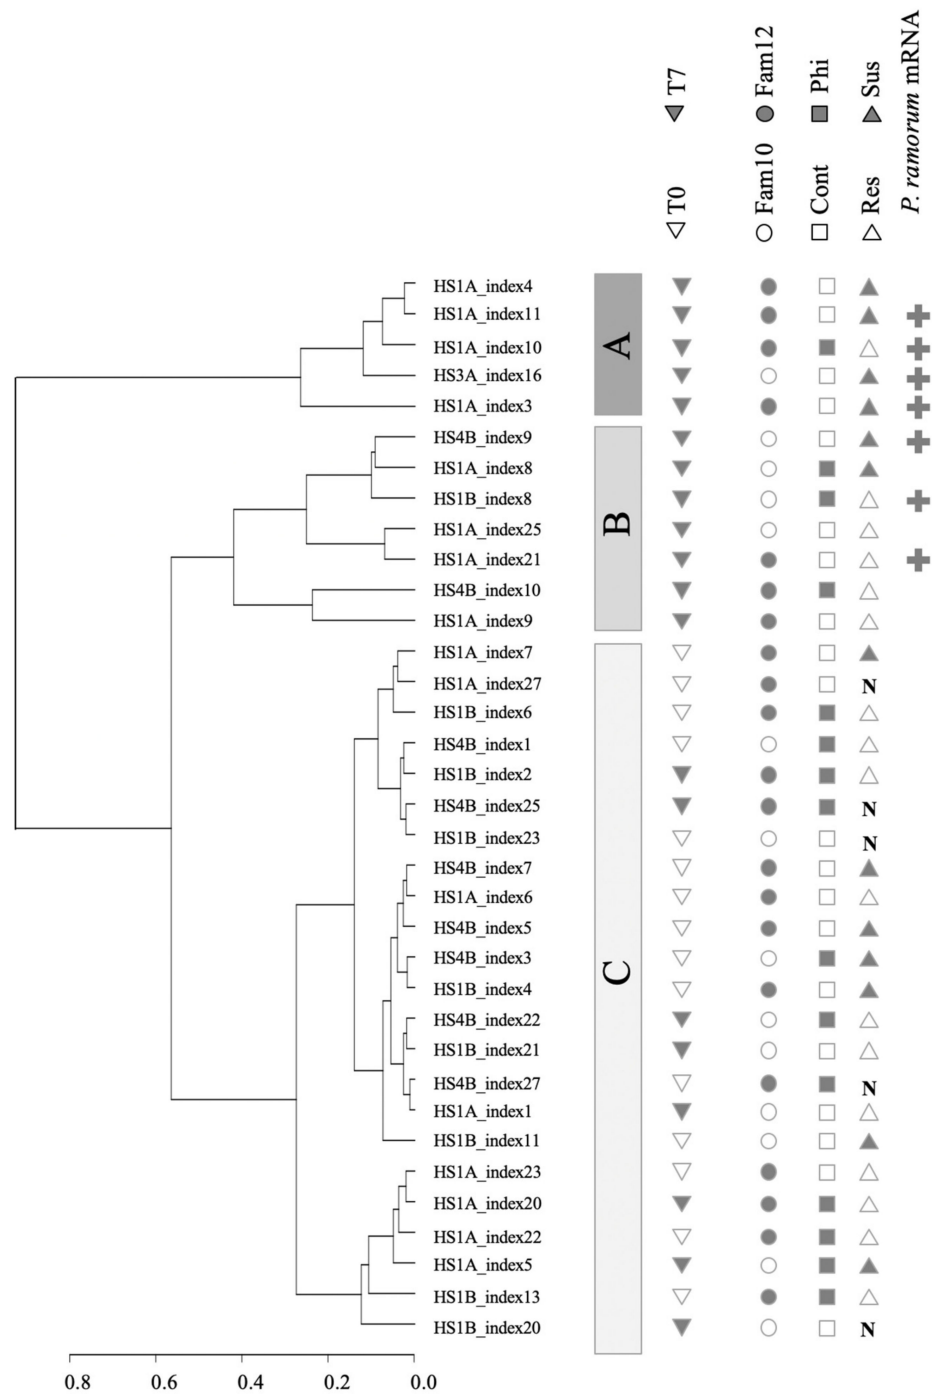 T0 T7
Fam10 Fam12
Cont Phi
Res Sus
P. ramorum mRNA
HS1A_index4
HS1A_index11
HS1A_index10
HS3A_index16
HS1A_index3
A
HS4B_index9
HS1A_index8
HS1B_index8
HS1A_index25
HS1A_index21
HS4B_index10
HS1A_index9
B
HS1A_index7
HS1A_index27 N
HS1B_index6
HS4B_index1
HS1B_index2
HS4B_index25 N
HS1B_index23 N
HS4B_index7
HS1A_index6
HS4B_index5
HS4B_index3
HS1B_index4
HS4B_index22
HS1B_index21
HS4B_index27 N
HS1A_index1
HS1B_index11
HS1A_index23
HS1A_index20
HS1A_index22
HS1A_index5
HS1B_index13
HS1B_index20 N
C
0.8 0.6 0.4 0.2 0.0